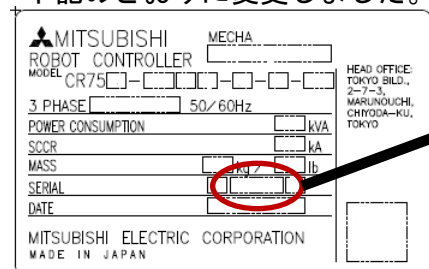 下記のとおりに変更しました。
MITSUBISHI MECHA
ROBOT CONTROLLER
MODEL CR75
3 PHASE 50/60Hz
POWER CONSUMPTION kVA
SCCR kA
MASS kg / lb
SERIAL
DATE
MITSUBISHI ELECTRIC CORPORATION
MADE IN JAPAN
HEAD OFFICE:
TOKYO BILD.,
2-7-3,
MARUNOUCHI,
CHIYODA-KU,
TOKYO